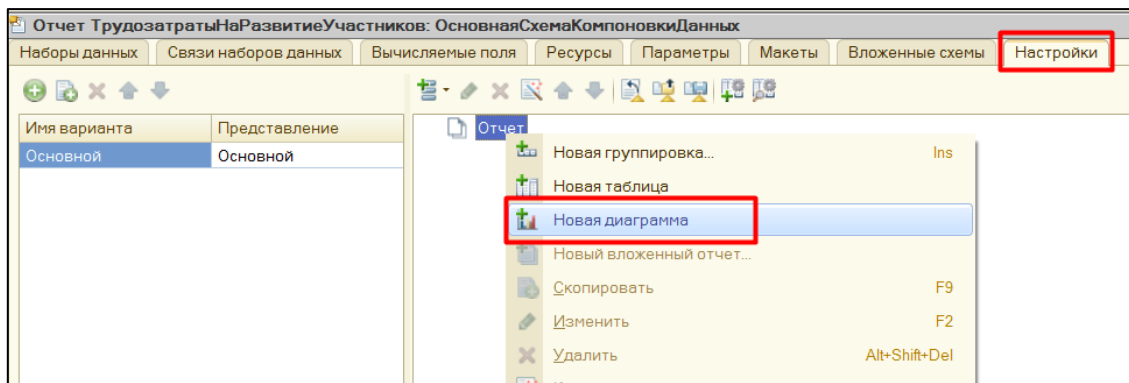 Отчет ТрудозатратыНаРазвитиеУчастников: ОсновнаяСхемаКомпоновкиДанных
Наборы данных Связи наборов данных Вычисляемые поля Ресурсы Параметры Макеты Вложенные схемы Настройки
Имя варианта Представление
Основной Основной
Отчет
Новая группировка... Ins
Новая таблица
Новая диаграмма
Новый вложенный отчет...
Скопировать F9
Изменить F2
Удалить Alt+Shift+Del